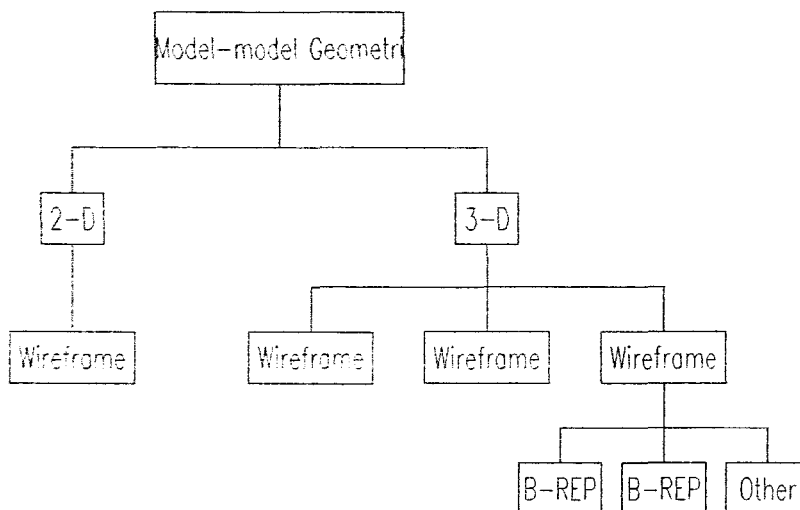 Model-model Geometri
2-D
3-D
Wireframe
Wireframe
Wireframe
Wireframe
B-REP
B-REP
Other